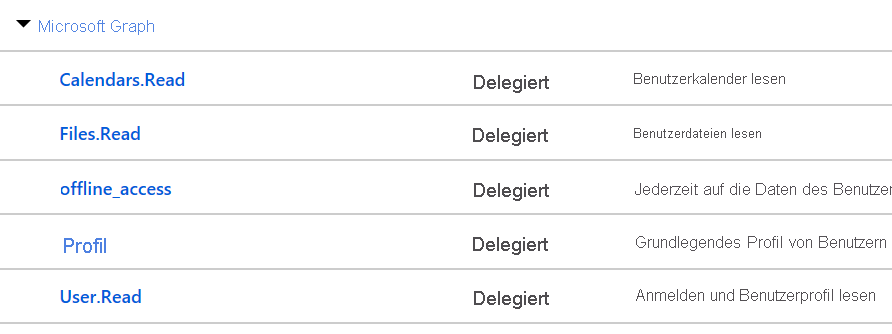 Microsoft Graph
Calendars.Read Delegiert Benutzerkalender lesen
Files.Read Delegiert Benutzerdateien lesen
offline_access Delegiert Jederzeit auf die Daten des Benutzer
Profil Delegiert Grundlegendes Profil von Benutzern
User.Read Delegiert Anmelden und Benutzerprofil lesen